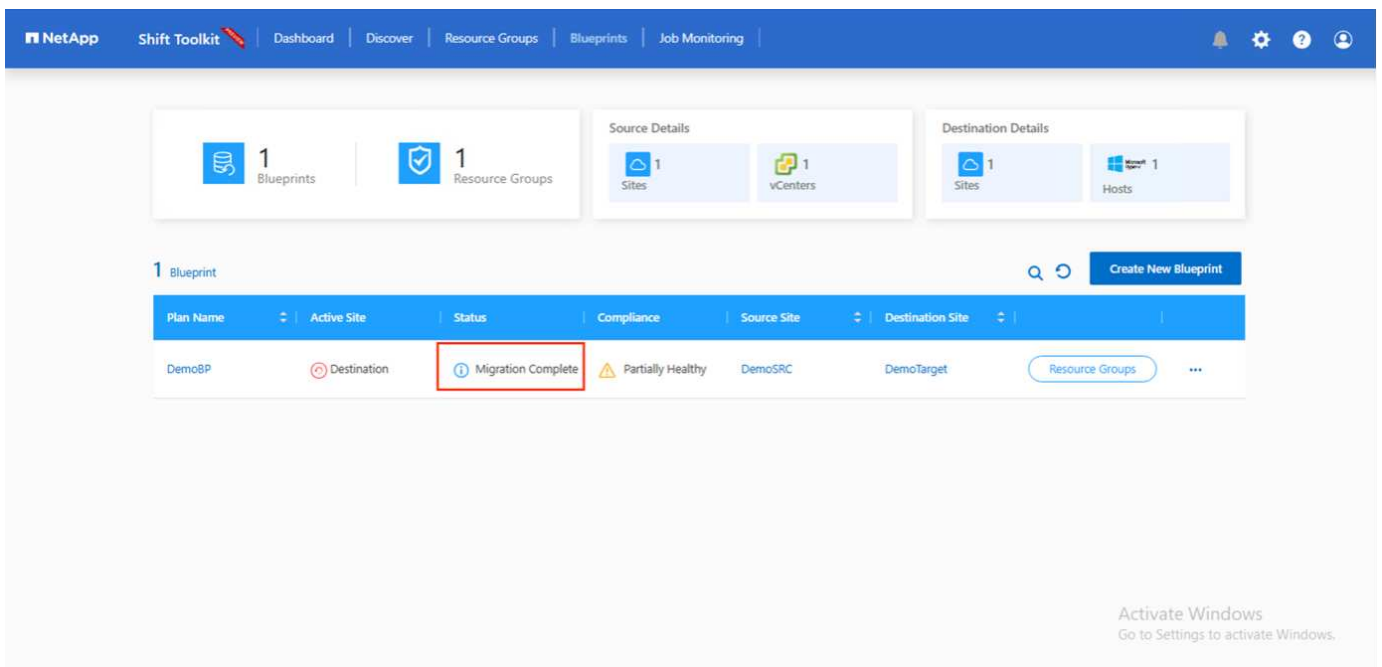 NetApp Shift Toolkit Dashboard Discover Resource Groups Blueprints Job Monitoring
Source Details
Destination Details
1
Blueprints
1
Resource Groups
1
Sites
1
vCenters
1
Sites
Microsoft 1
Hosts
1 Blueprint
Create New Blueprint
Plan Name Active Site Status Compliance Source Site Destination Site
DemoBP Destination Migration Complete Partially Healthy DemoSRC DemoTarget Resource Groups ...
Activate Windows
Go to Settings to activate Windows.